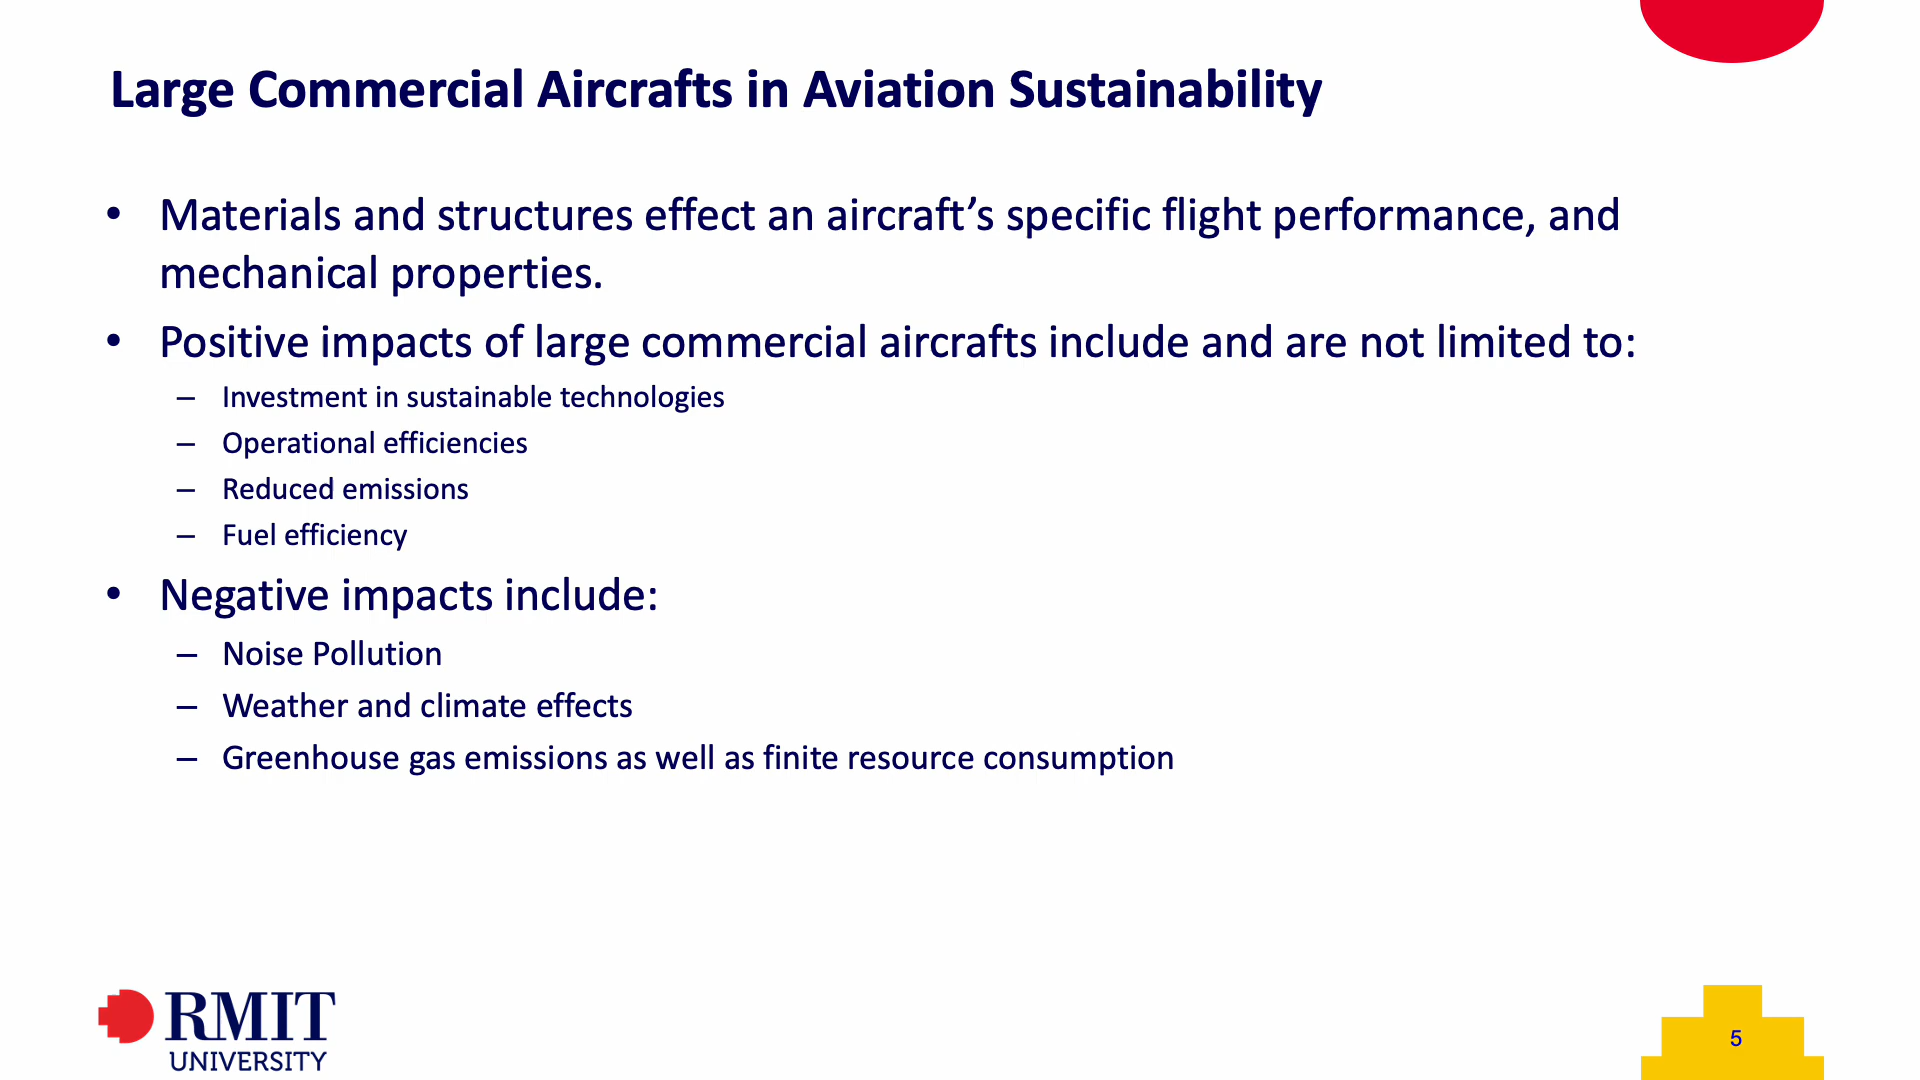 Large Commercial Aircrafts in Aviation Sustainability
• Materials and structures effect an aircraft’s specific flight performance, and
mechanical properties.
• Positive impacts of large commercial aircrafts include and are not limited to:
– Investment in sustainable technologies
– Operational efficiencies
– Reduced emissions
– Fuel efficiency
• Negative impacts include:
– Noise Pollution
– Weather and climate effects
– Greenhouse gas emissions as well as finite resource consumption
RMIT
UNIVERSITY
5